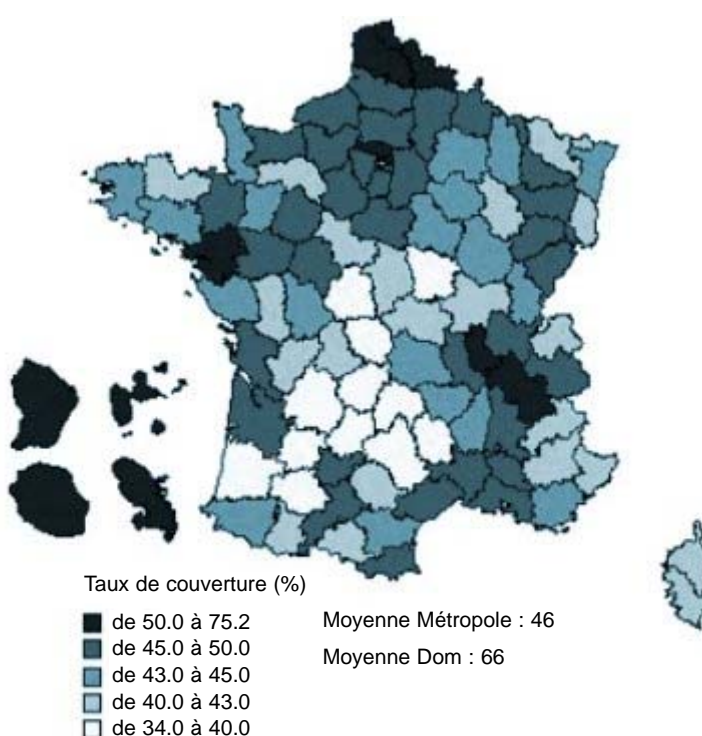 Taux de couverture (%)
de 50.0 à 75.2
de 45.0 à 50.0
de 43.0 à 45.0
de 40.0 à 43.0
de 34.0 à 40.0
Moyenne Métropole : 46
Moyenne Dom : 66